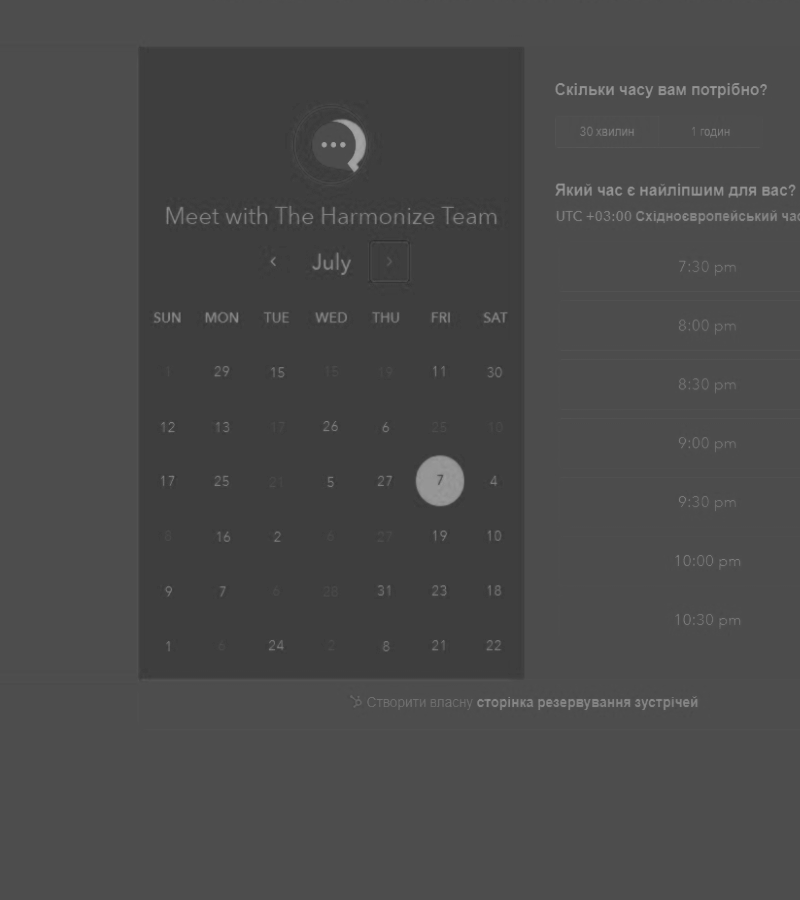 Meet with The Harmonize Team
July
SUN MON TUE WED THU FRI SAT
1 29 15 15 19 11 30
12 13 17 26 6 25 10
17 25 21 5 27 7 4
8 16 2 6 27 19 10
9 7 6 20 31 23 18
1 6 24 2 8 21 22
Скільки часу вам потрібно?
30 хвилин 1 годин
Який час є найліпшим для вас?
UTC +03:00 Східноєвропейський час
7:30 pm
8:00 pm
8:30 pm
9:00 pm
9:30 pm
10:00 pm
10:30 pm
Створити власну сторінка резервування зустрічей